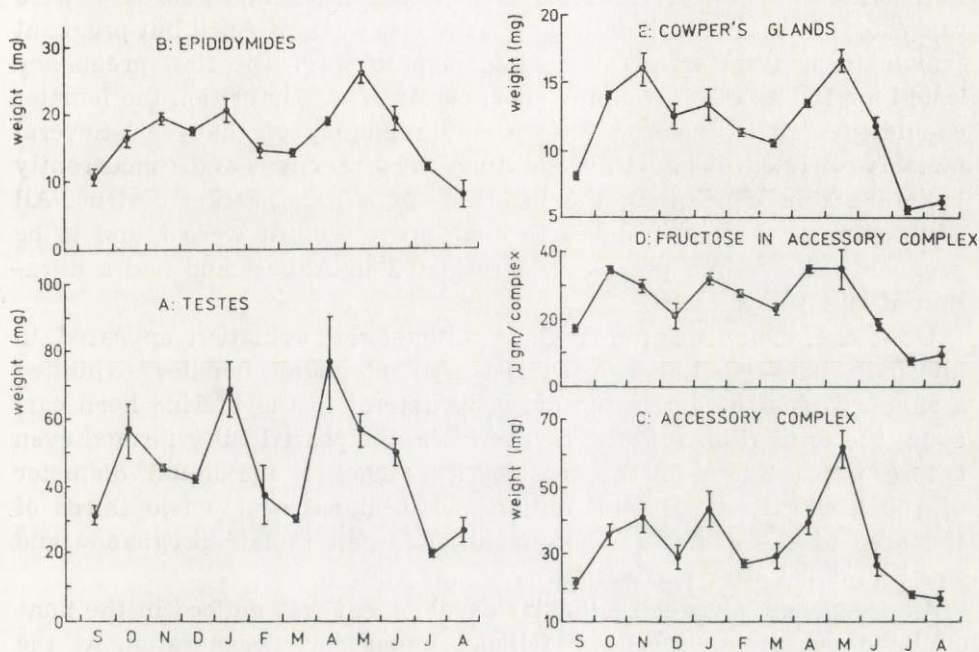 B: EPIDIDYMIDES
weight (mg)
30
20
10
0
A: TESTES
weight (mg)
100
80
60
40
20
0
S O N D J F M A M J J A
E: COWPER'S GLANDS
weight (mg)
20
15
10
5
D: FRUCTOSE IN ACCESSORY COMPLEX
µ gm/complex
40
20
0
C: ACCESSORY COMPLEX
weight (mg)
70
50
30
10
S O N D J F M A M J J A